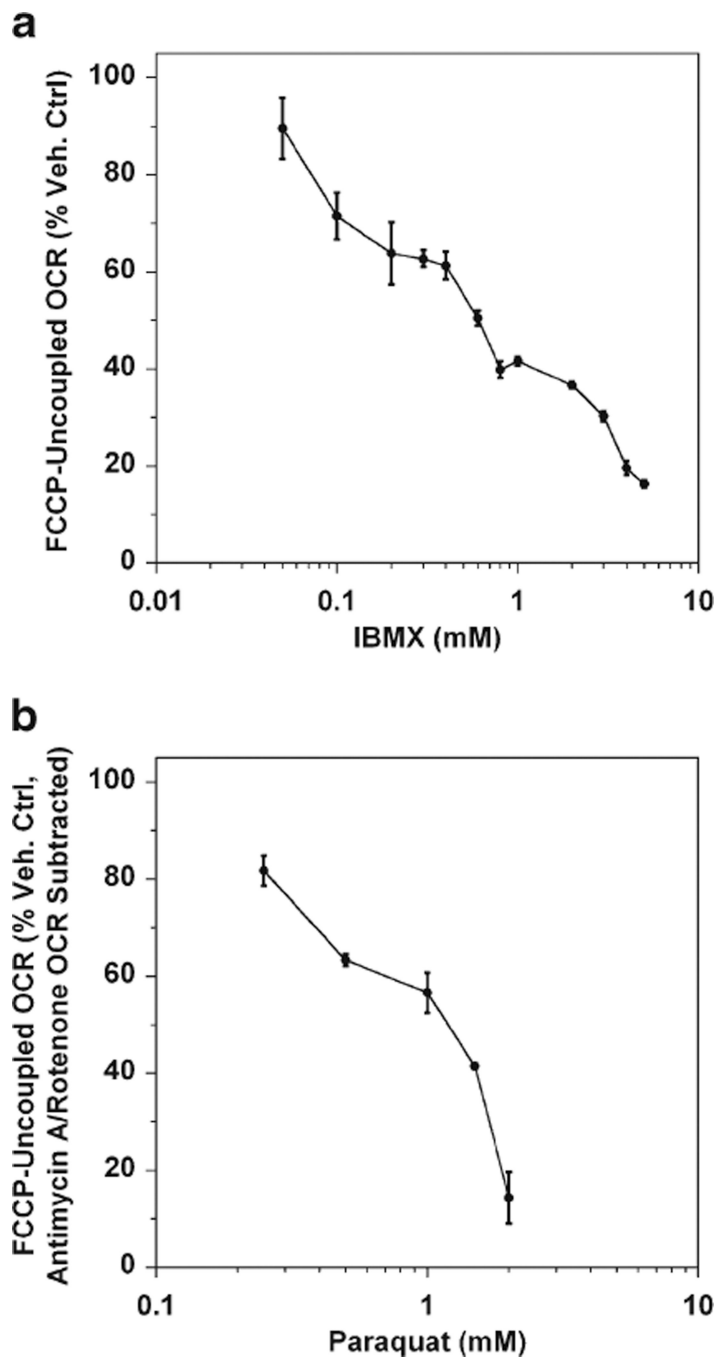 a
FCCP-Uncoupled OCR (% Veh. Ctrl)
100
80
60
40
20
0
0.01
0.1
1
10
IBMX (mM)
b
FCCP-Uncoupled OCR (% Veh. Ctrl,
Antimycin A/Rotenone OCR Subtracted)
100
80
60
40
20
0
0.1
1
10
Paraquat (mM)